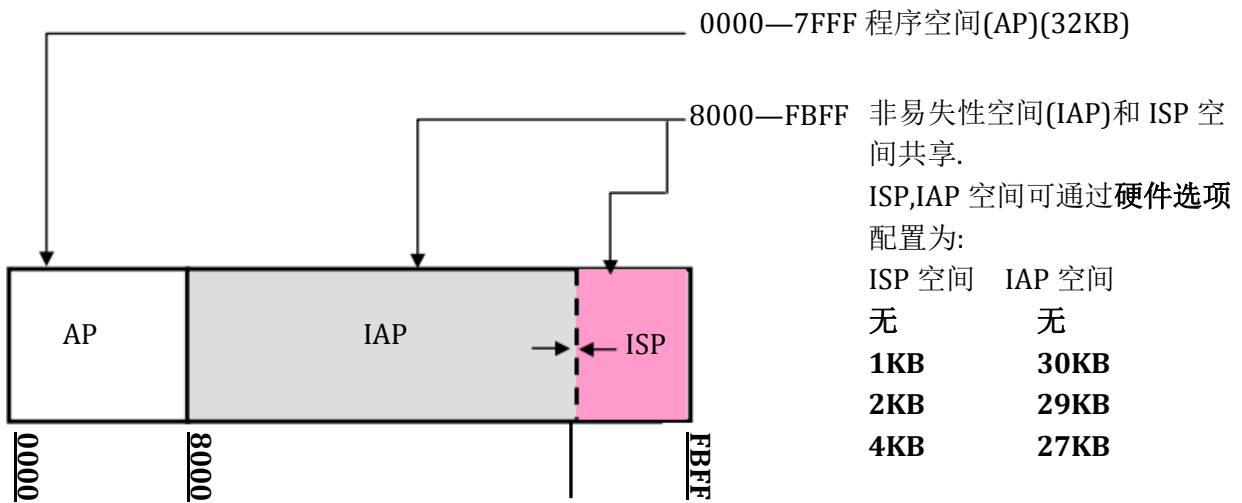 0000—7FFF 程序空间(AP)(32KB)
8000—FBFF 非易失性空间(IAP)和 ISP 空
间共享.
ISP,IAP 空间可通过硬件选项
配置为:
ISP 空间 IAP 空间
无 无
1KB 30KB
2KB 29KB
4KB 27KB
AP
IAP
ISP
0000
8000
FBFF